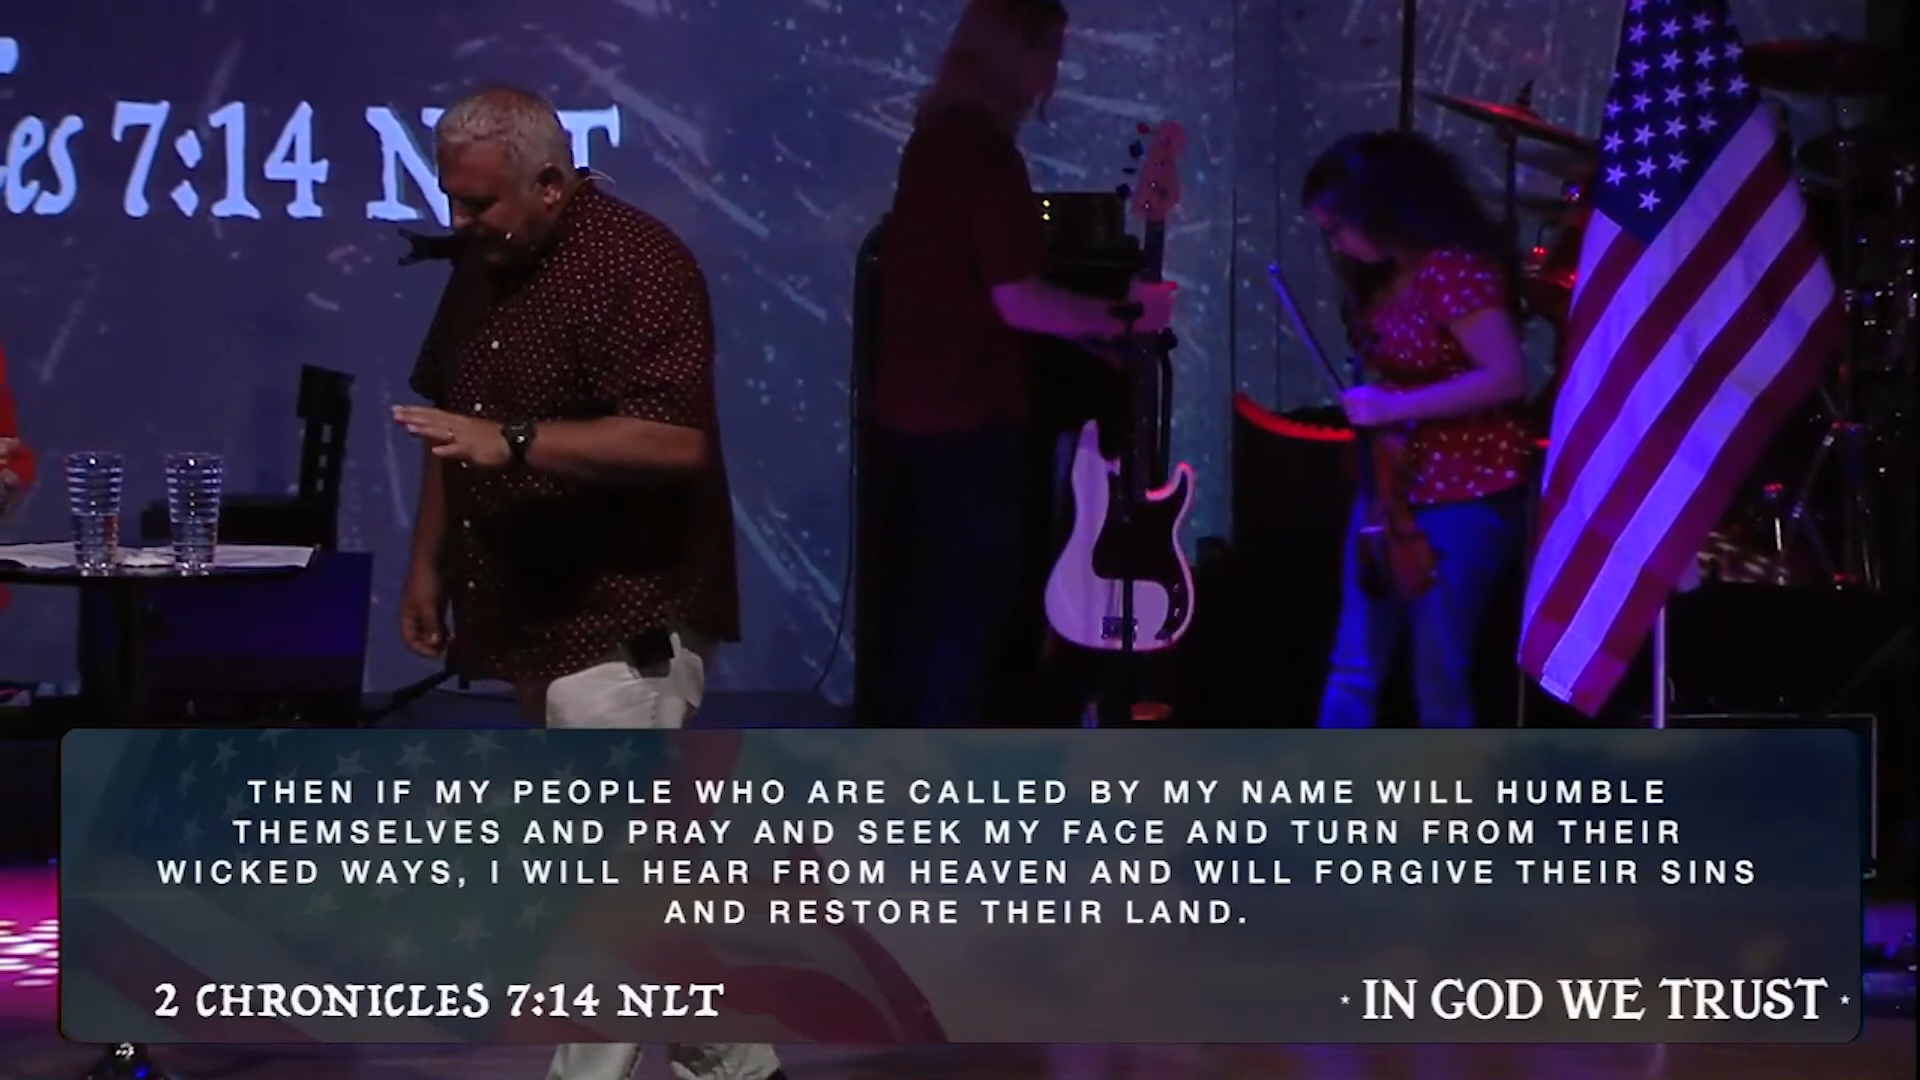 es 7:14 N T
THEN IF MY PEOPLE WHO ARE CALLED BY MY NAME WILL HUMBLE
THEMSELVES AND PRAY AND SEEK MY FACE AND TURN FROM THEIR
WICKED WAYS, I WILL HEAR FROM HEAVEN AND WILL FORGIVE THEIR SINS
AND RESTORE THEIR LAND.
2 CHRONICLES 7:14 NLT
· IN GOD WE TRUST ·